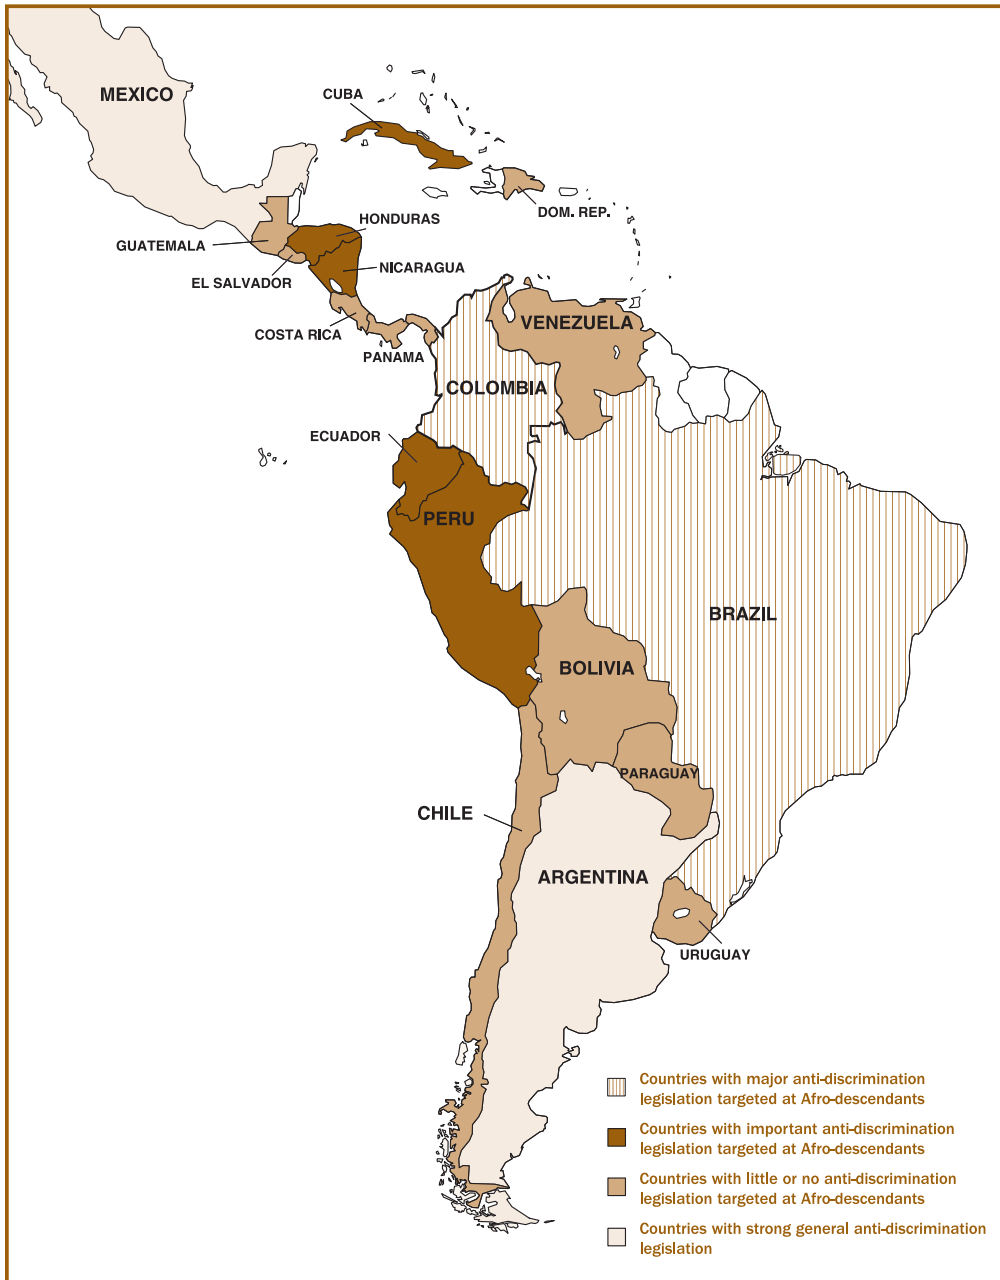 MEXICO
CUBA
DOM. REP.
HONDURAS
GUATEMALA
NICARAGUA
EL SALVADOR
VENEZUELA
COSTA RICA
PANAMA
COLOMBIA
ECUADOR
PERU
BRAZIL
BOLIVIA
PARAGUAY
CHILE
ARGENTINA
URUGUAY
Countries with major anti-discrimination
legislation targeted at Afro-descendants
Countries with important anti-discrimination
legislation targeted at Afro-descendants
Countries with little or no anti-discrimination
legislation targeted at Afro-descendants
Countries with strong general anti-discrimination
legislation